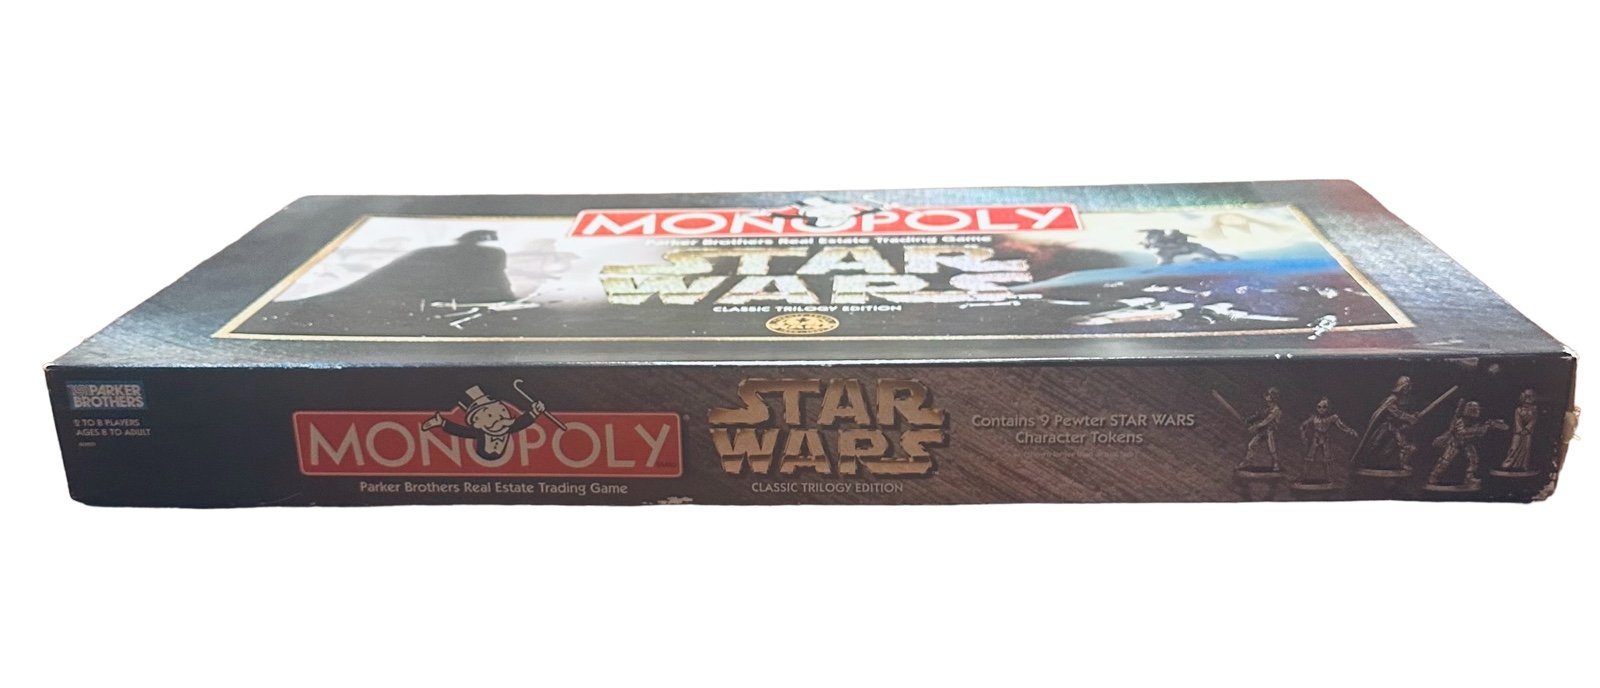 MONOPOLY
Parker Brothers Real Estate Trading Game
STAR
WARS
CLASSIC TRILOGY EDITION
PARKER
BROTHERS
2 TO 8 PLAYERS
AGES 8 TO ADULT
MONOPOLY
Parker Brothers Real Estate Trading Game
STAR
WARS
CLASSIC TRILOGY EDITION
Contains 9 Pewter STAR WARS
Character Tokens